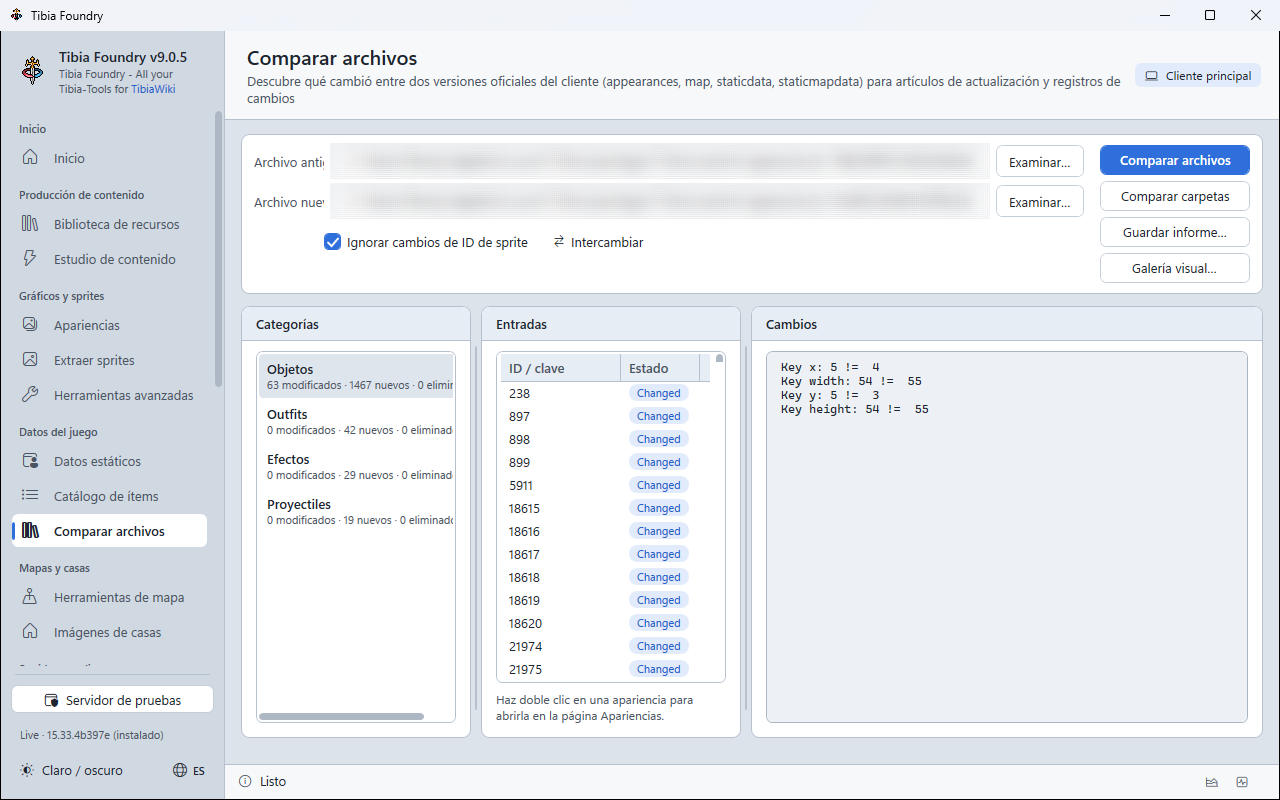 Tibia Foundry
Tibia Foundry v9.0.5
Tibia Foundry - All your
Tibia-Tools for TibiaWiki
Inicio
Inicio
Producción de contenido
Biblioteca de recursos
Estudio de contenido
Gráficos y sprites
Apariencias
Extraer sprites
Herramientas avanzadas
Datos del juego
Datos estáticos
Catálogo de ítems
Comparar archivos
Mapas y casas
Herramientas de mapa
Imágenes de casas
Servidor de pruebas
Live · 15.33.4b397e (instalado)
Claro / oscuro
ES
Comparar archivos
Descubre qué cambió entre dos versiones oficiales del cliente (appearances, map, staticdata, staticmapdata) para artículos de actualización y registros de
cambios
Cliente principal
Archivo anti
Examinar...
Archivo nuev
Examinar...
Ignorar cambios de ID de sprite
Intercambiar
Comparar archivos
Comparar carpetas
Guardar informe...
Galería visual...
Categorías
Objetos
63 modificados · 1467 nuevos · 0 elimin
Outfits
0 modificados · 42 nuevos · 0 eliminad
Efectos
0 modificados · 29 nuevos · 0 eliminad
Proyectiles
0 modificados · 19 nuevos · 0 eliminado
Entradas
ID / clave Estado
238 Changed
897 Changed
898 Changed
899 Changed
5911 Changed
18615 Changed
18616 Changed
18617 Changed
18618 Changed
18619 Changed
18620 Changed
21974 Changed
21975 Changed
Haz doble clic en una apariencia para
abrirla en la página Apariencias.
Cambios
Key x: 5 !=  4
Key width: 54 !=  55
Key y: 5 !=  3
Key height: 54 !=  55
Listo